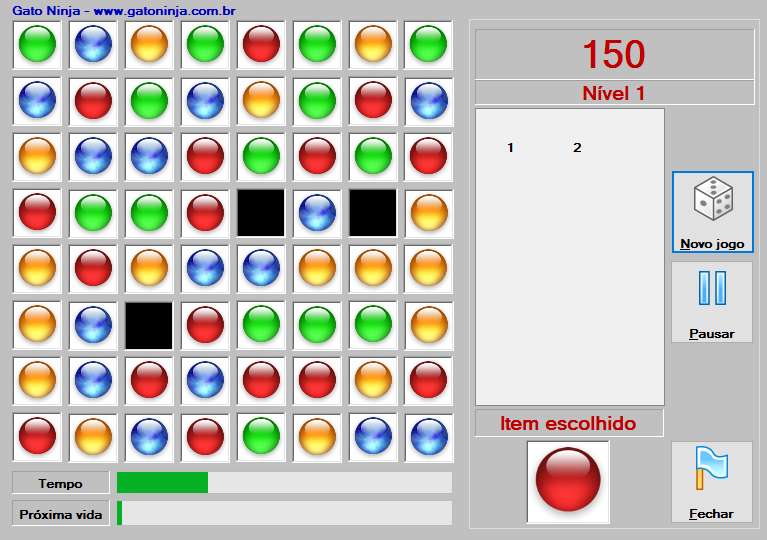 Gato Ninja - www.gatoninja.com.br
150
Nível 1
1 2
Novo jogo
Pausar
Item escolhido
Tempo
Próxima vida
Fechar